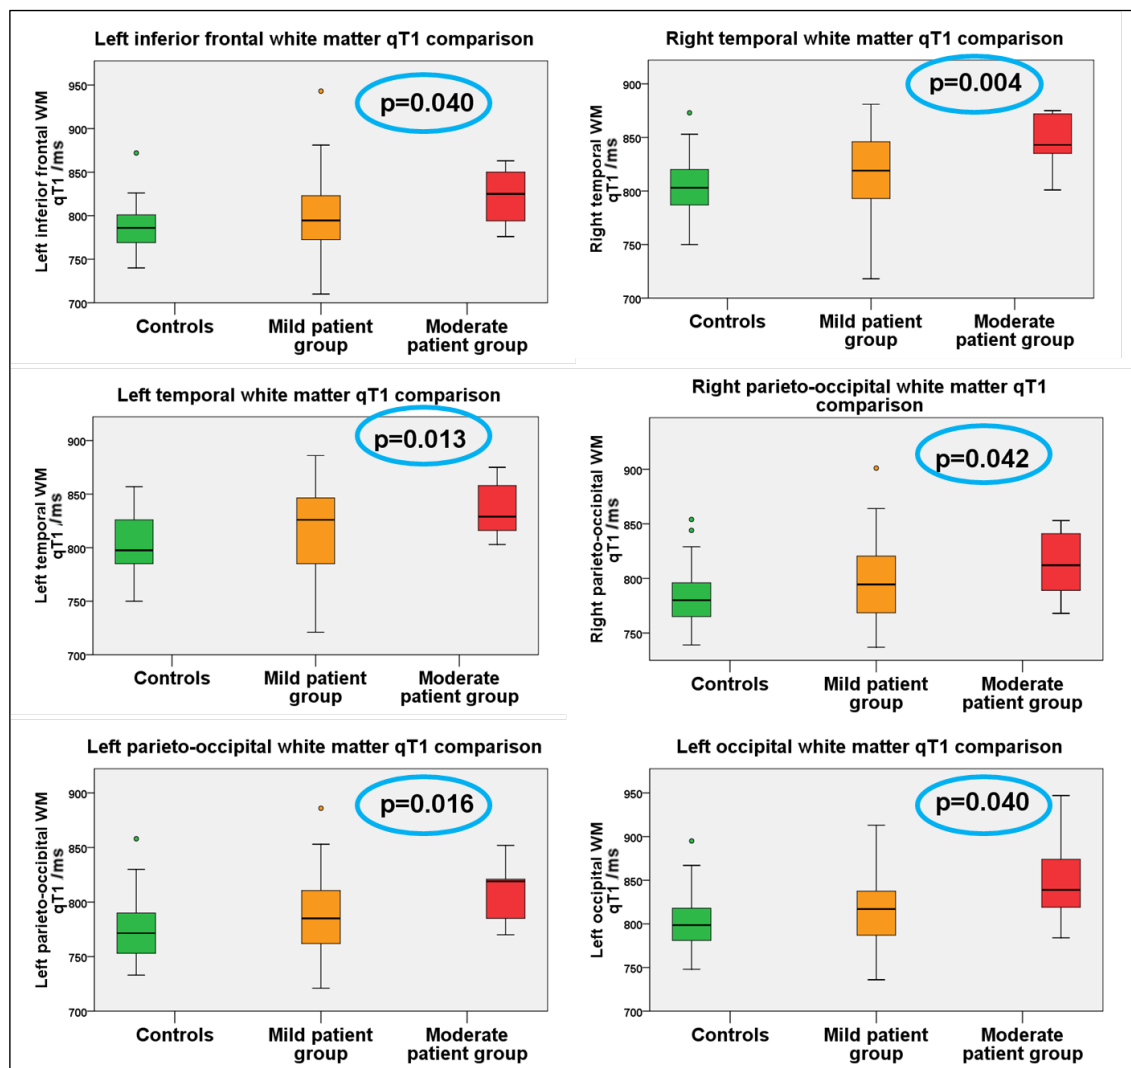 Left inferior frontal white matter qT1 comparison
p=0.040
Left inferior frontal WM
qT1 /ms
950
900
850
800
750
700
Controls
Mild patient
group
Moderate
patient group
Right temporal white matter qT1 comparison
p=0.004
Right temporal WM
qT1 /ms
900
850
800
750
700
Controls
Mild patient
group
Moderate
patient group
Left temporal white matter qT1 comparison
p=0.013
Left temporal WM
qT1 /ms
900
850
800
750
700
Controls
Mild patient
group
Moderate
patient group
Right parieto-occipital white matter qT1
comparison
p=0.042
Right parieto-occipital WM
qT1 /ms
900
850
800
750
Controls
Mild patient
group
Moderate
patient group
Left parieto-occipital white matter qT1 comparison
p=0.016
Left parieto-occipital WM
qT1 /ms
900
850
800
750
700
Controls
Mild patient
group
Moderate
patient group
Left occipital white matter qT1 comparison
p=0.040
Left occipital WM
qT1 /ms
950
900
850
800
750
700
Controls
Mild patient
group
Moderate
patient group